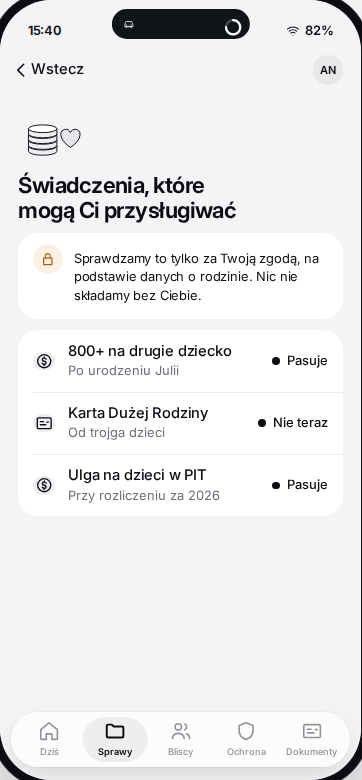 15:40
82%
Wstecz
AN
Świadczenia, które
mogą Ci przysługiwać
Sprawdzamy to tylko za Twoją zgodą, na
podstawie danych o rodzinie. Nic nie
składamy bez Ciebie.
800+ na drugie dziecko
Po urodzeniu Julii
Pasuje
Karta Dużej Rodziny
Od trojga dzieci
Nie teraz
Ulga na dzieci w PIT
Przy rozliczeniu za 2026
Pasuje
Dziś
Sprawy
Bliscy
Ochrona
Dokumenty